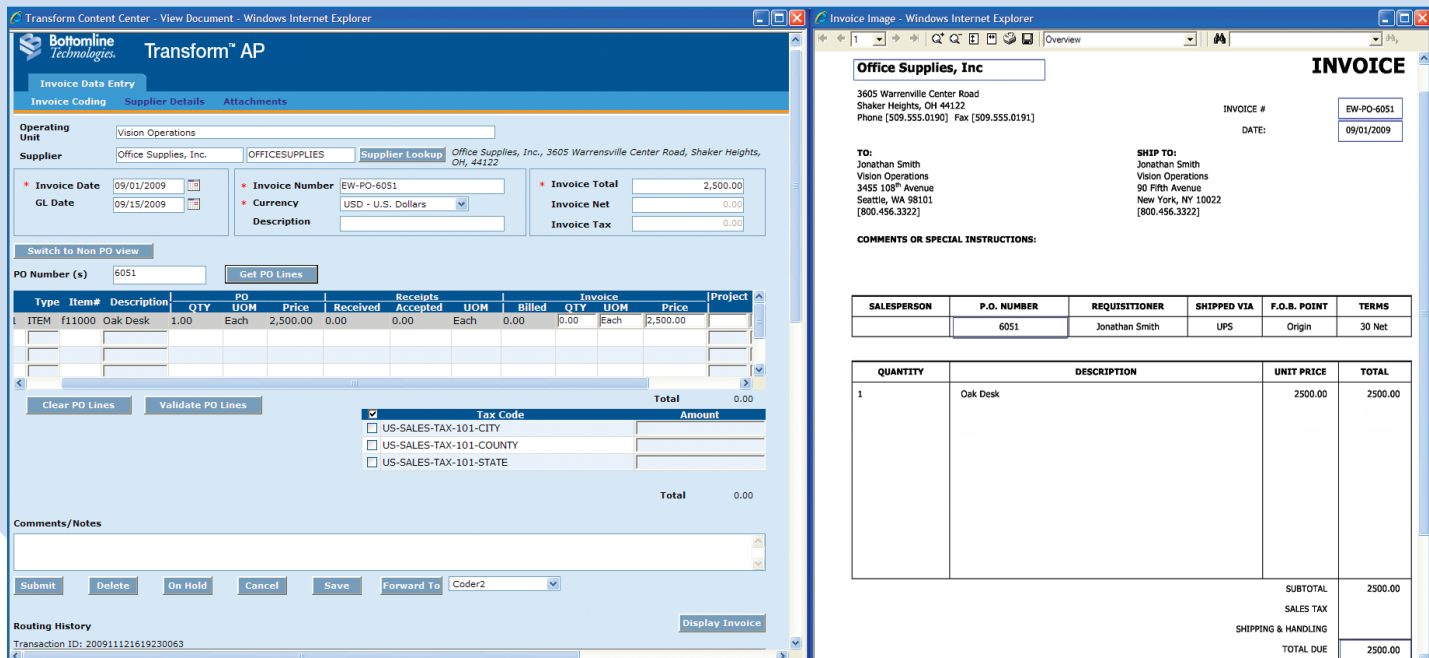 Transform Content Center - View Document - Windows Internet Explorer
Bottomline Technologies. Transform™ AP
Invoice Data Entry
Invoice Coding Supplier Details Attachments
Operating Unit Vision Operations
Supplier Office Supplies, Inc. OFFICESUPPLIES Supplier Lookup Office Supplies, Inc., 3605 Warrensville Center Road, Shaker Heights,
OH, 44122
* Invoice Date 09/01/2009 * Invoice Number EW-PO-6051 * Invoice Total 2,500.00
GL Date 09/15/2009 * Currency USD - U.S. Dollars Invoice Net 0.00
Description Invoice Tax 0.00
Switch to Non PO view
PO Number (s) 6051 Get PO Lines
PO Receipts Invoice Project
Type Item# Description QTY UOM Price Received Accepted UOM Billed QTY UOM Price
1 ITEM f11000 Oak Desk 1.00 Each 2,500.00 0.00 0.00 Each 0.00 0.00 Each 2,500.00
Clear PO Lines Validate PO Lines Total 0.00
Tax Code Amount
US-SALES-TAX-101-CITY
US-SALES-TAX-101-COUNTY
US-SALES-TAX-101-STATE
Total 0.00
Comments/Notes
Submit Delete On Hold Cancel Save Forward To Coder2
Routing History Display Invoice
Transaction ID: 200911121619230063
Invoice Image - Windows Internet Explorer
1 Overview
Office Supplies, Inc INVOICE
3605 Warrenville Center Road
Shaker Heights, OH 44122
Phone [509.555.0190] Fax [509.555.0191]
INVOICE # EW-PO-6051
DATE: 09/01/2009
TO: SHIP TO:
Jonathan Smith Jonathan Smith
Vision Operations Vision Operations
3455 108th Avenue 90 Fifth Avenue
Seattle, WA 98101 New York, NY 10022
[800.456.3322] [800.456.3322]
COMMENTS OR SPECIAL INSTRUCTIONS:
SALESPERSON P.O. NUMBER REQUISITIONER SHIPPED VIA F.O.B. POINT TERMS
6051 Jonathan Smith UPS Origin 30 Net
QUANTITY DESCRIPTION UNIT PRICE TOTAL
1 Oak Desk 2500.00 2500.00
SUBTOTAL 2500.00
SALES TAX
SHIPPING & HANDLING
TOTAL DUE 2500.00